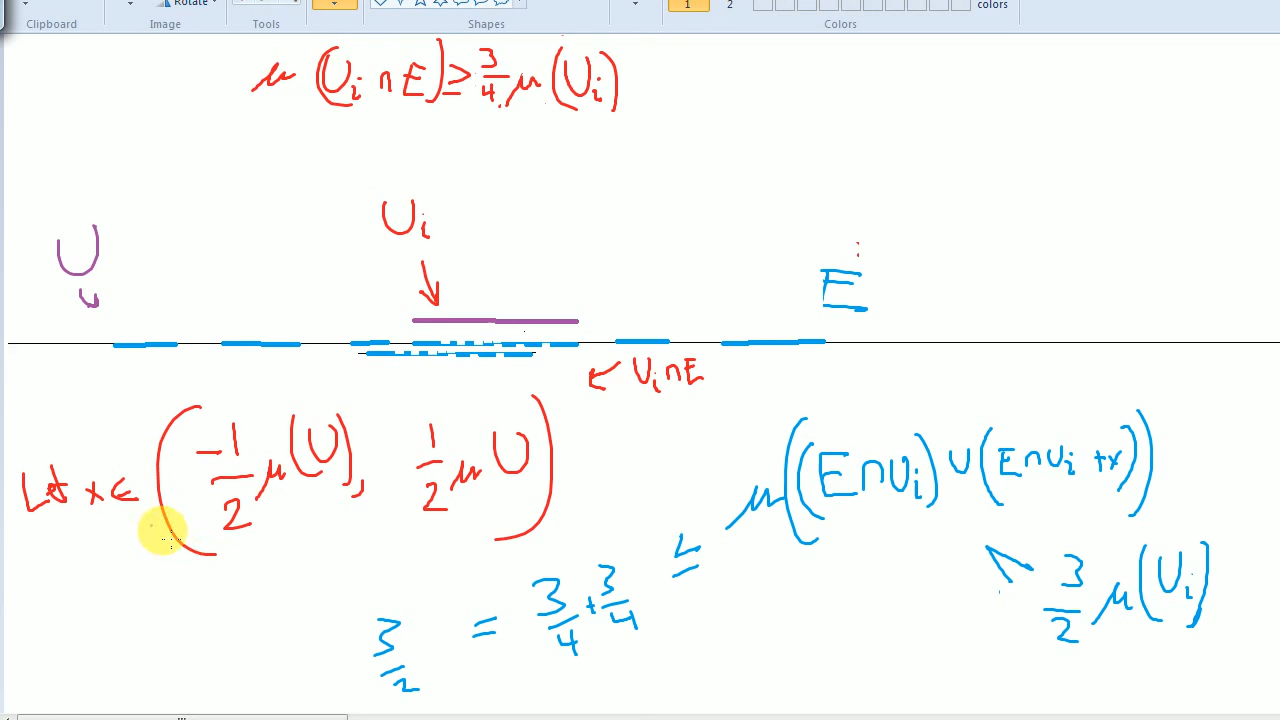 Clipboard Image Rotate Tools Shapes 1 2 Colors colors
μ (Uᵢ ∩ E) ≥ 3/4 μ (Uᵢ)
Uᵢ
U
E
Uᵢ ∩ E
Let x ∈ (-1/2 μ(U), 1/2 μ U)
μ((E ∩ Uᵢ) ∪ (E ∩ Uᵢ + x))
≤
< 3/2 μ(Uᵢ)
3/2 = 3/4 + 3/4